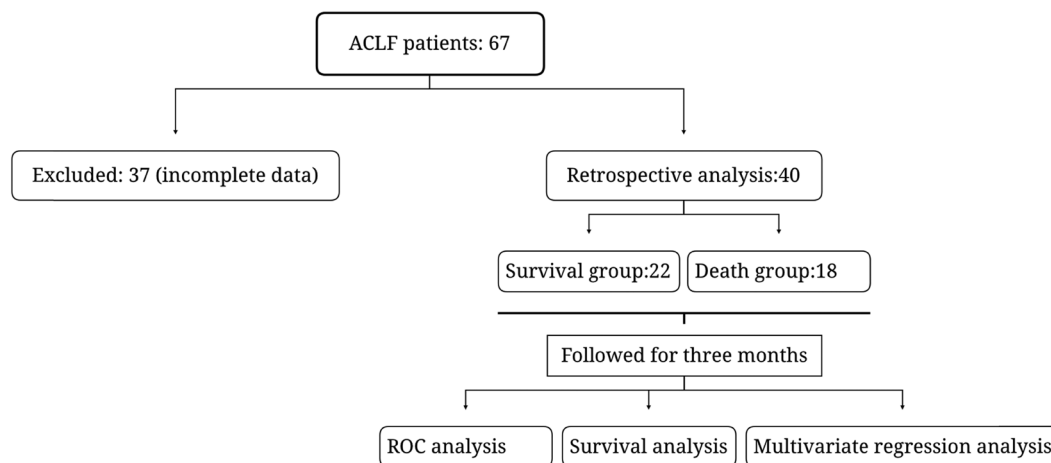 ACLF patients: 67
Excluded: 37 (incomplete data)
Retrospective analysis:40
Survival group:22
Death group:18
Followed for three months
ROC analysis
Survival analysis
Multivariate regression analysis